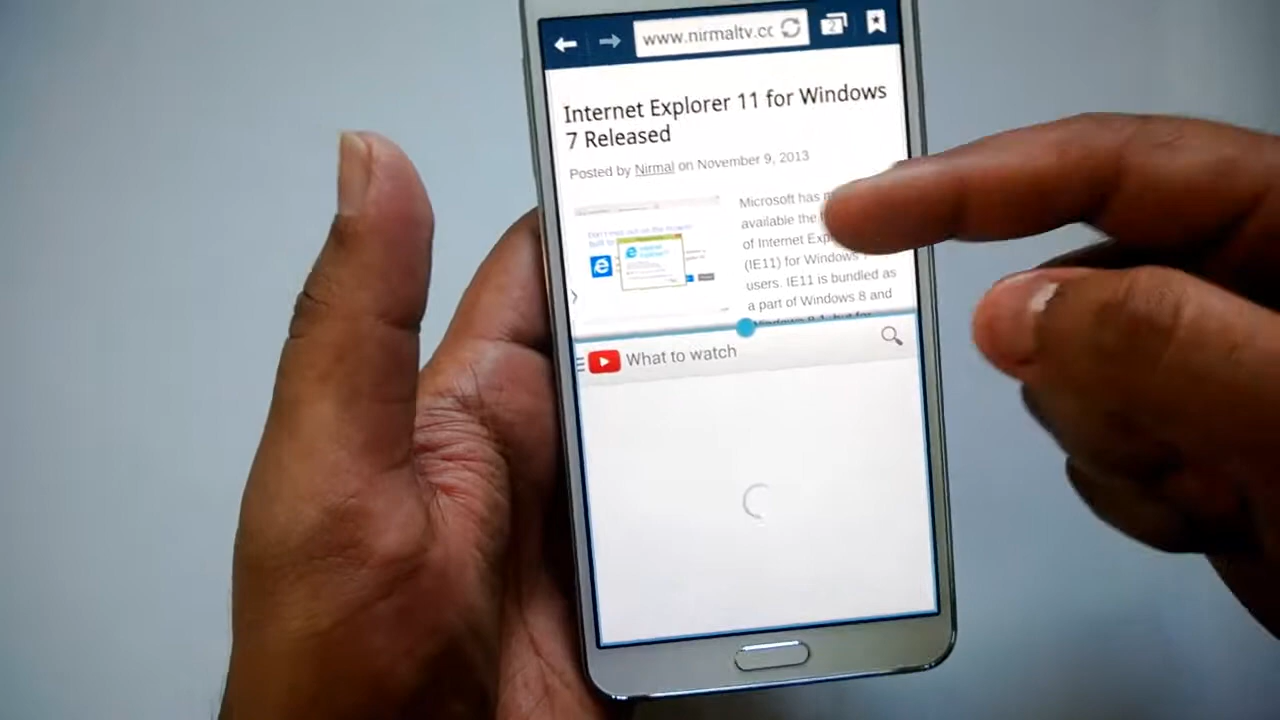 www.nirmaltv.cc
2
Internet Explorer 11 for Windows
7 Released
Posted by Nirmal on November 9, 2013
Microsoft has
available the
of Internet
(IE11) for Windows
users. IE11 is bundled as
a part of Windows 8 and
What to watch